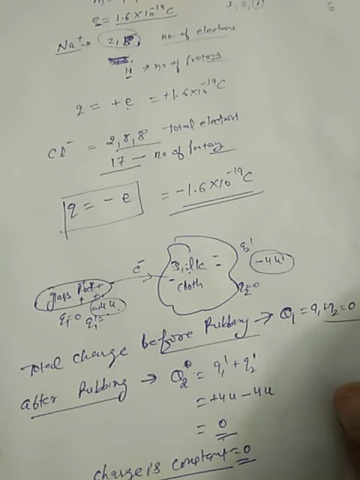 e = 1.6×10⁻¹⁹C
Na⁺ → 2, 8, no. of electrons
11 → no of protons
q = +e = +1.6×10⁻¹⁹C
Cl⁻ = 2,8,8 - total electrons
17 — no. of protons
q = -e = -1.6×10⁻¹⁹C
e⁻
Silk
cloth
q₂'
-4u
q₂=0
Glass
q₁=0 q₁'=
Total charge before Rubbing → Q₁ = q₁+q₂=0
after Rubbing → Q₂ = q₁'+q₂'
= +4u - 4u
= 0
charge is constant = 0